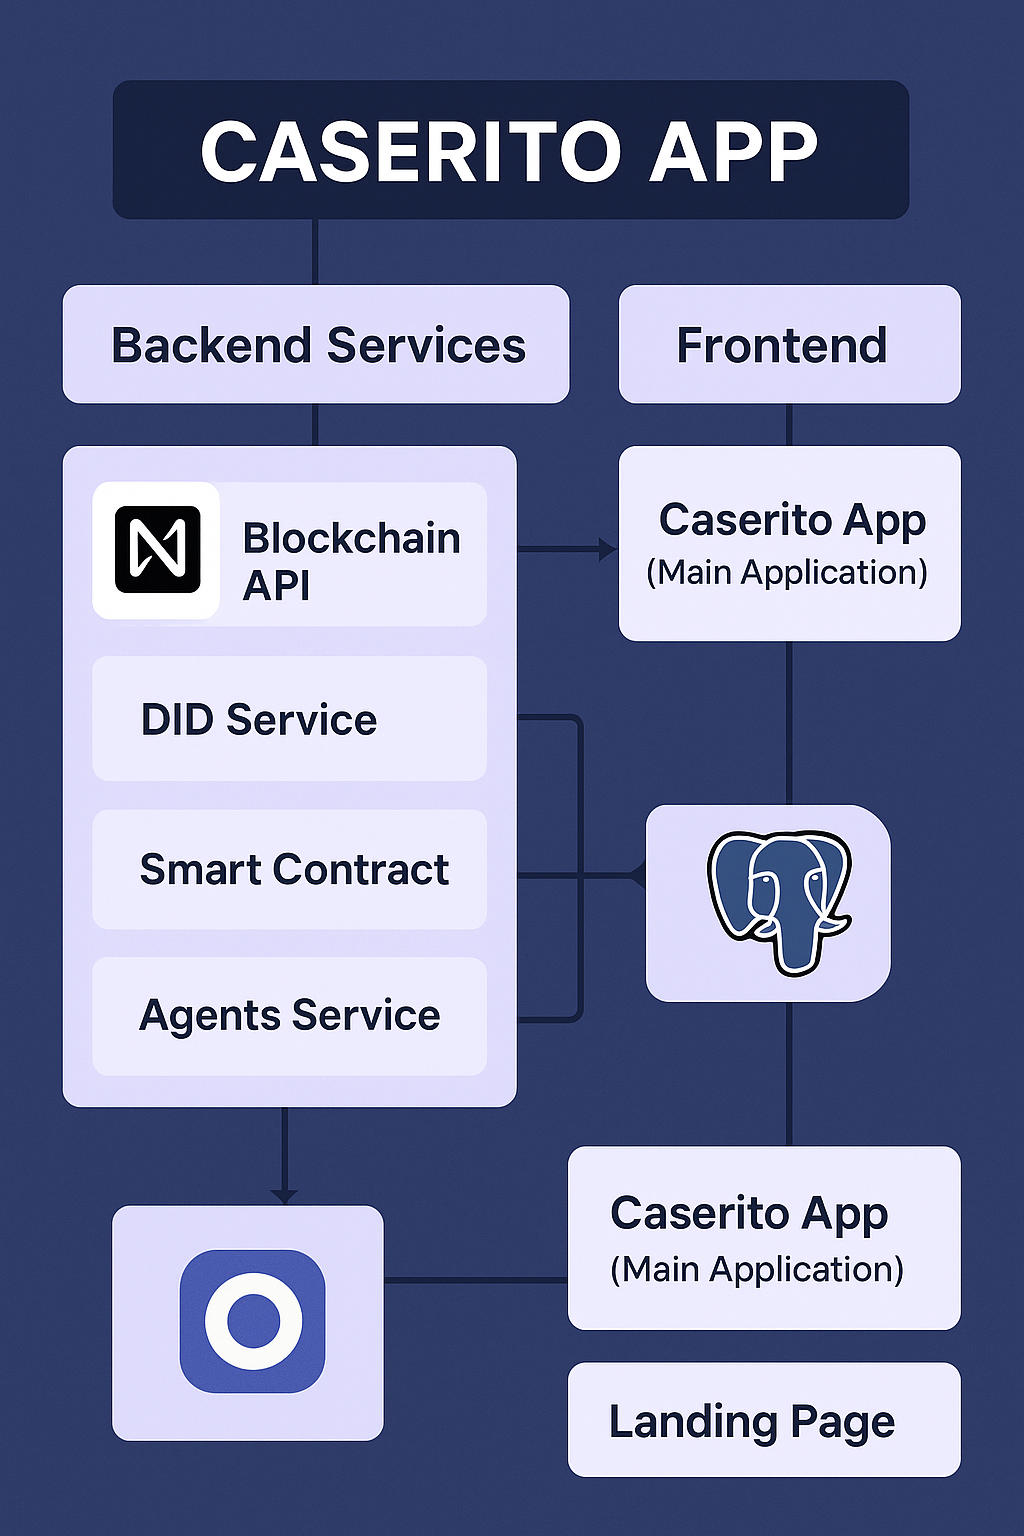 CASERITO APP
Backend Services
Frontend
Blockchain
API
Caserito App
(Main Application)
DID Service
Smart Contract
Agents Service
Caserito App
(Main Application)
Landing Page